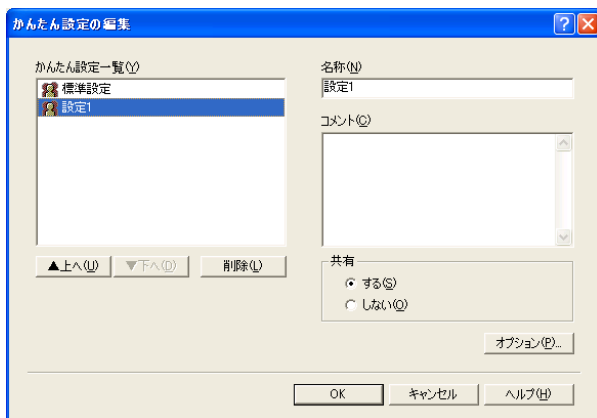 かんたん設定の編集
かんたん設定一覧(Y)
標準設定
設定1
▲上へ(U) ▼下へ(D) 削除(L)
名称(N)
設定1
コメント(C)
共有
する(S)
しない(O)
オプション(P)...
OK キャンセル ヘルプ(H)